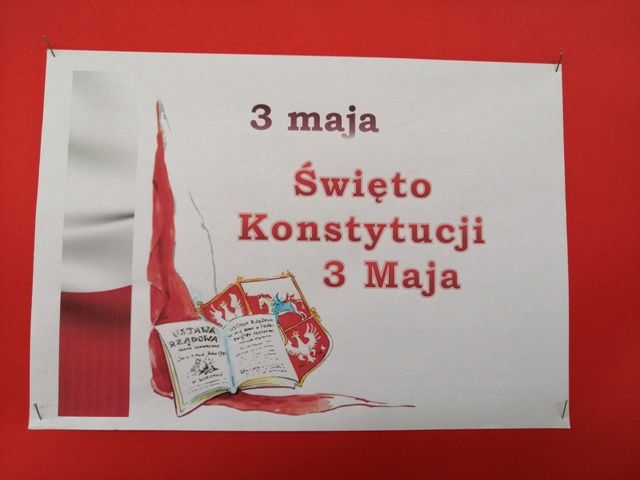 3 maja
Święto
Konstytucji
3 Maja
USTAWA
RZĄDOWA